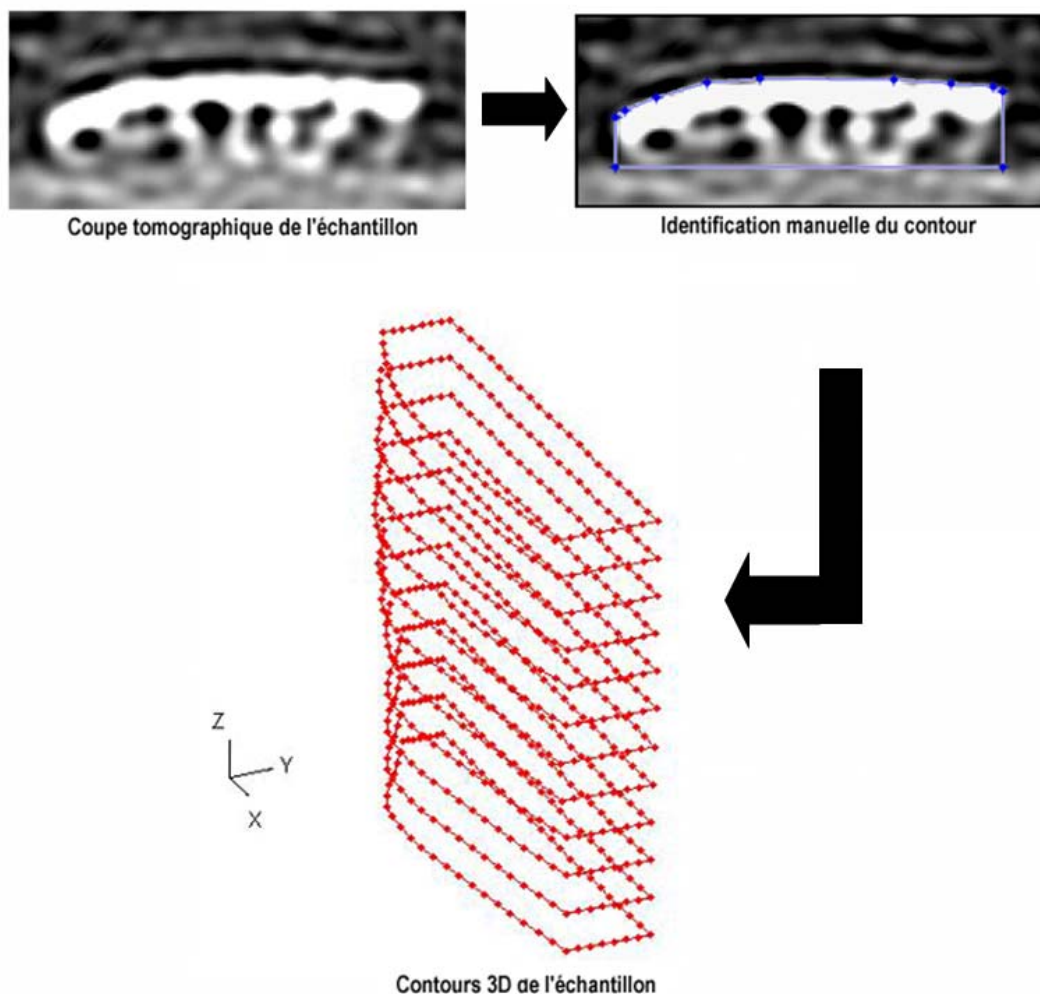 Coupe tomographique de l'échantillon
Identification manuelle du contour
Z
Y
X
Contours 3D de l'échantillon